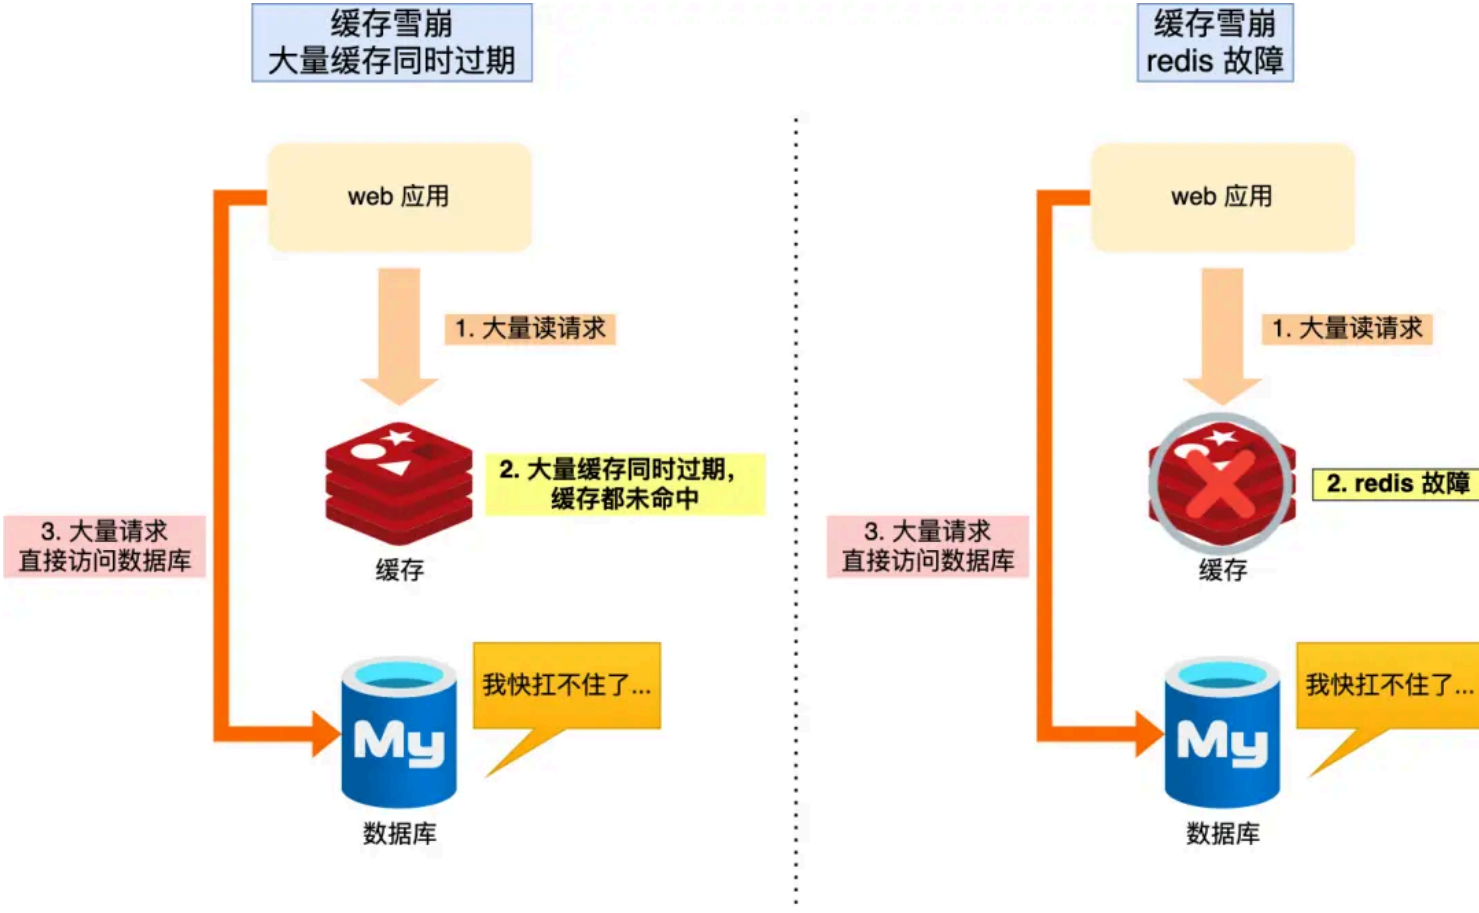 缓存雪崩
大量缓存同时过期
web 应用
1. 大量读请求
2. 大量缓存同时过期，
缓存都未命中
缓存
3. 大量请求
直接访问数据库
我快扛不住了...
My
数据库
缓存雪崩
redis 故障
web 应用
1. 大量读请求
2. redis 故障
缓存
3. 大量请求
直接访问数据库
我快扛不住了...
My
数据库